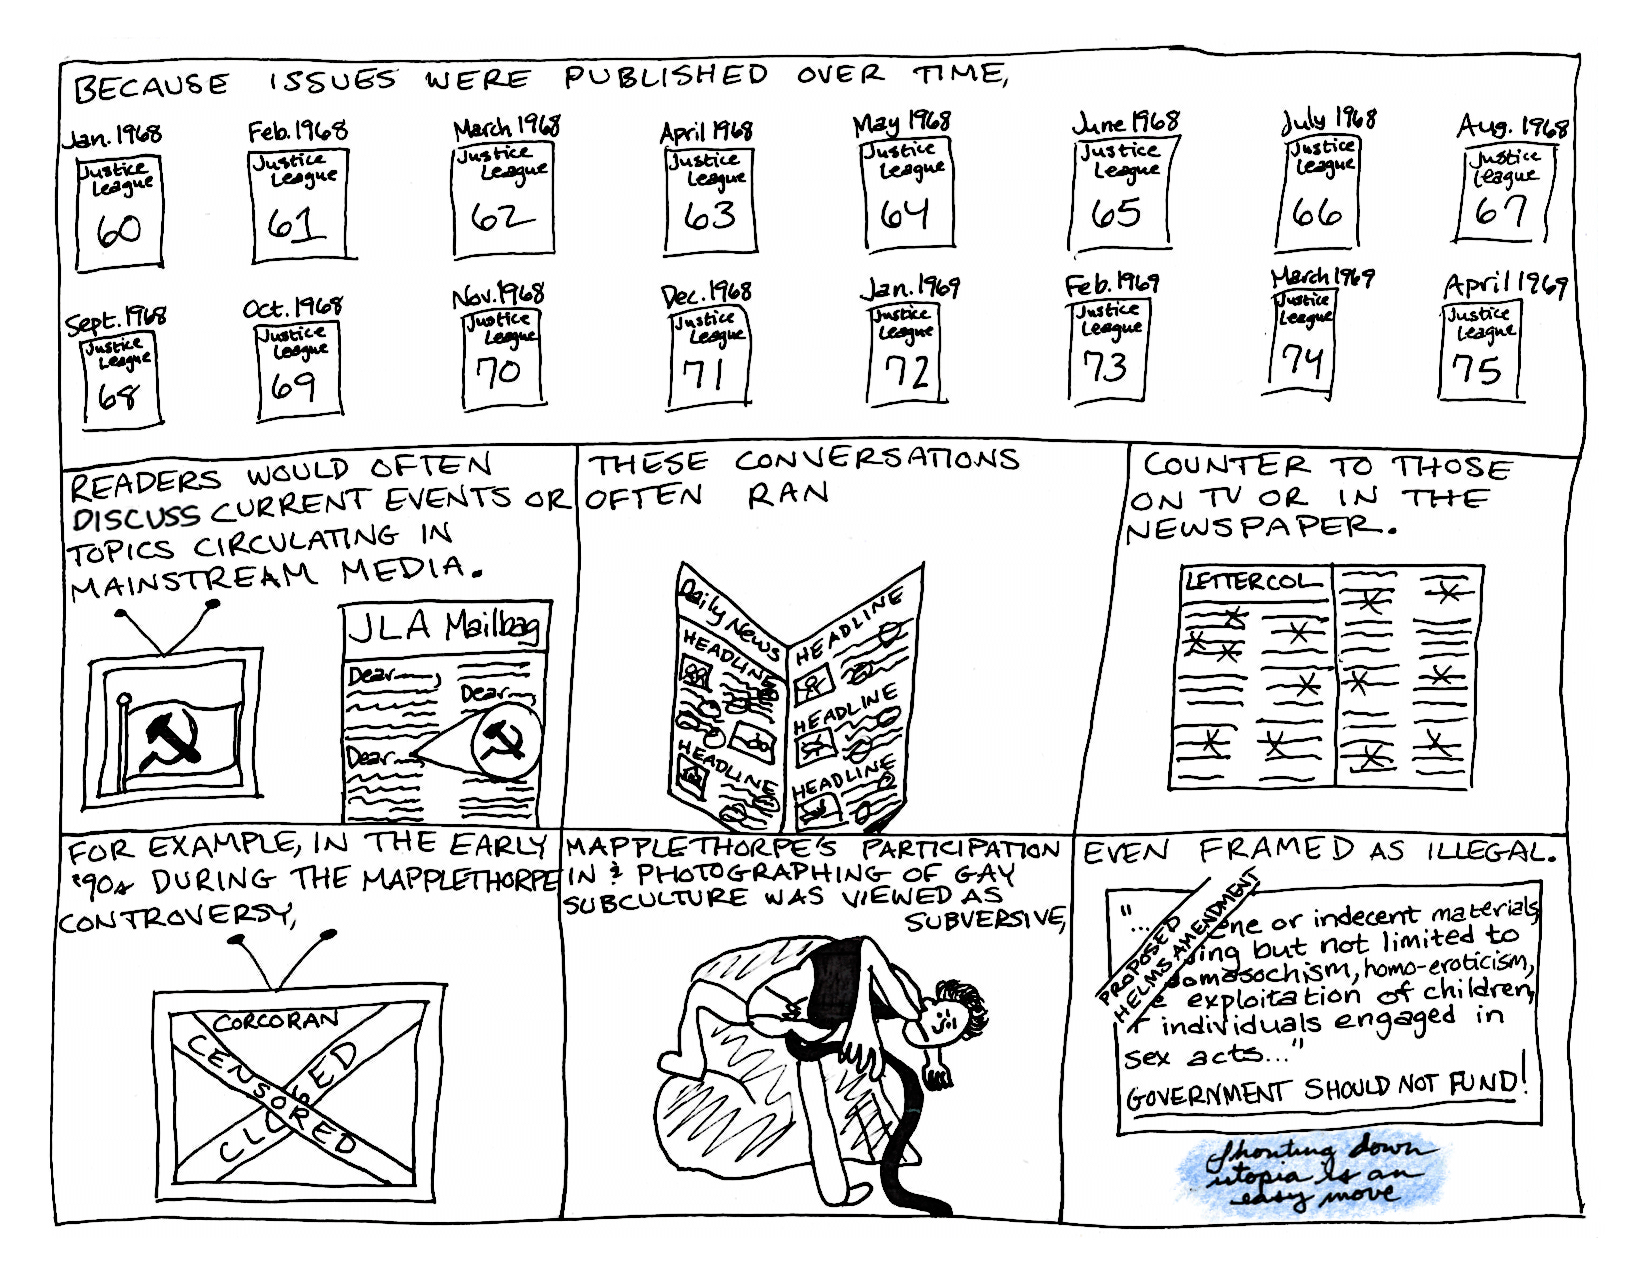 BECAUSE ISSUES WERE PUBLISHED OVER TIME,
Jan. 1968
Justice
League
60
Feb. 1968
Justice
League
61
March 1968
Justice
League
62
April 1968
Justice
League
63
May 1968
Justice
League
64
June 1968
Justice
League
65
July 1968
Justice
League
66
Aug. 1968
Justice
League
67
Sept. 1968
Justice
League
68
Oct. 1968
Justice
League
69
Nov. 1968
Justice
League
70
Dec. 1968
Justice
League
71
Jan. 1969
Justice
League
72
Feb. 1969
Justice
League
73
March 1969
Justice
League
74
April 1969
Justice
League
75
READERS WOULD OFTEN
DISCUSS CURRENT EVENTS OR
TOPICS CIRCULATING IN
MAINSTREAM MEDIA.
JLA Mailbag
Dear
Dear
Dear
THESE CONVERSATIONS
OFTEN RAN
Daily News
HEADLINE
HEADLINE
HEADLINE
HEADLINE
HEADLINE
COUNTER TO THOSE
ON TV OR IN THE
NEWSPAPER.
LETTERCOL
FOR EXAMPLE, IN THE EARLY
'90s DURING THE MAPPLETHORPE
CONTROVERSY,
CORCORAN
CENSORED
CLOSED
MAPPLETHORPE'S PARTICIPATION
IN & PHOTOGRAPHING OF GAY
SUBCULTURE WAS VIEWED AS
SUBVERSIVE,
EVEN FRAMED AS ILLEGAL.
PROPOSED
HELMS AMENDMENT
"... ene or indecent materials,
ing but not limited to
omasochism, homo-eroticism,
e exploitation of children,
r individuals engaged in
sex acts..."
GOVERNMENT SHOULD NOT FUND!
Shouting down
utopia is an
easy move